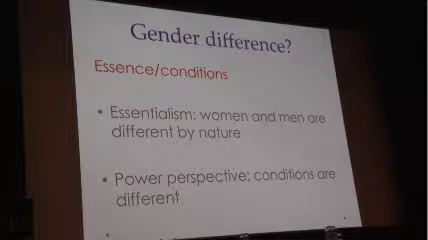 Gender difference?
Essence/conditions
• Essentialism: women and men are
different by nature
• Power perspective: conditions are
different